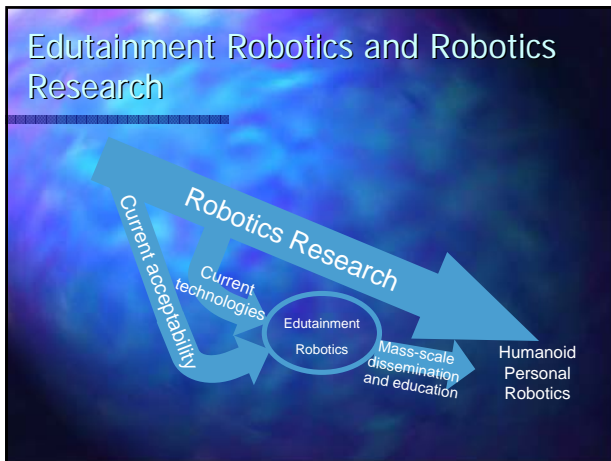 Edutainment Robotics and Robotics
Research
Robotics Research
Current acceptability
Current
technologies
Edutainment
Robotics
Mass-scale
dissemination
and education
Humanoid
Personal
Robotics